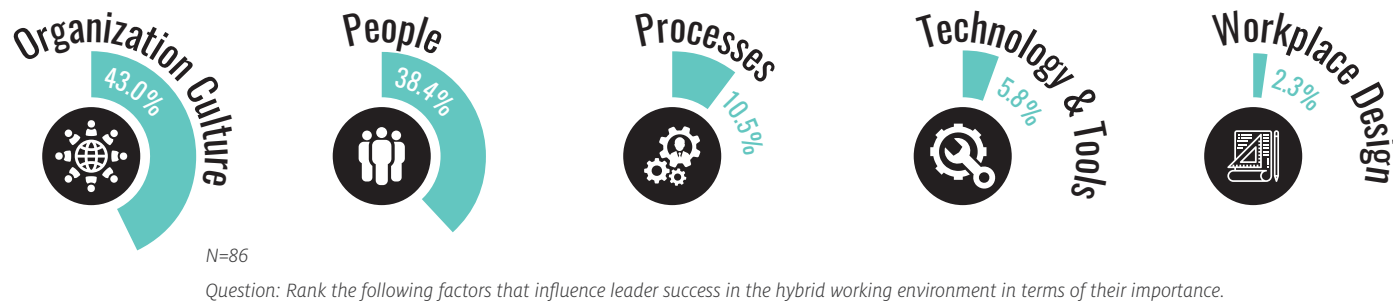 Organization Culture
43.0%
People
38.4%
Processes
10.5%
Technology & Tools
5.8%
Workplace Design
2.3%
N=86
Question: Rank the following factors that influence leader success in the hybrid working environment in terms of their importance.